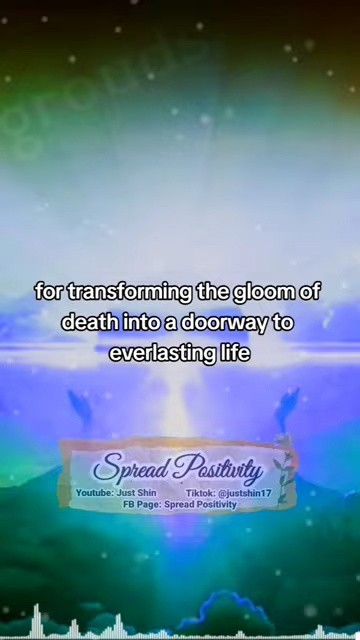 for transforming the gloom of
death into a doorway to
everlasting life
Spread Positivity
Youtube: Just Shin Tiktok: @justshin17
FB Page: Spread Positivity